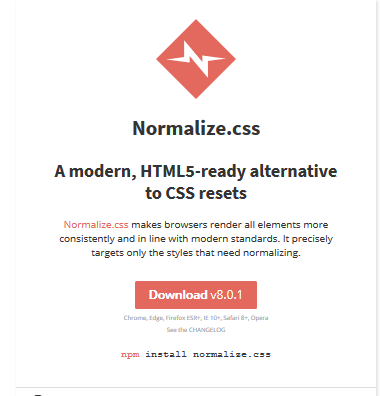 Normalize.css
A modern, HTML5-ready alternative
to CSS resets
Normalize.css makes browsers render all elements more
consistently and in line with modern standards. It precisely
targets only the styles that need normalizing.
Download v8.0.1
Chrome, Edge, Firefox ESR+, IE 10+, Safari 8+, Opera
See the CHANGELOG
npm install normalize.css